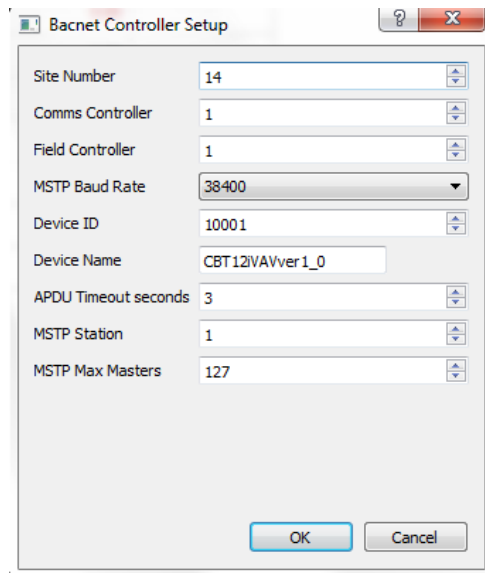 Bacnet Controller Setup
Site Number 14
Comms Controller 1
Field Controller 1
MSTP Baud Rate 38400
Device ID 10001
Device Name CBT12iVAVver1_0
APDU Timeout seconds 3
MSTP Station 1
MSTP Max Masters 127
OK Cancel